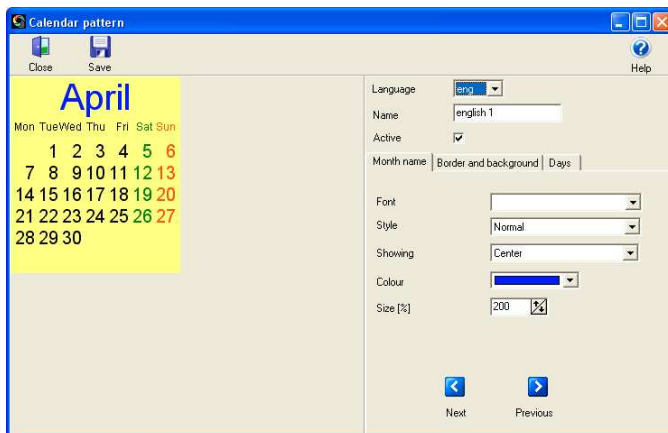 Calendar pattern
Close Save Help
April
Mon TueWed Thu Fri Sat Sun
1 2 3 4 5 6
7 8 9 10 11 12 13
14 15 16 17 18 19 20
21 22 23 24 25 26 27
28 29 30
Language eng
Name english 1
Active
Month name Border and background Days
Font
Style Normal
Showing Center
Colour
Size [%] 200
Next Previous